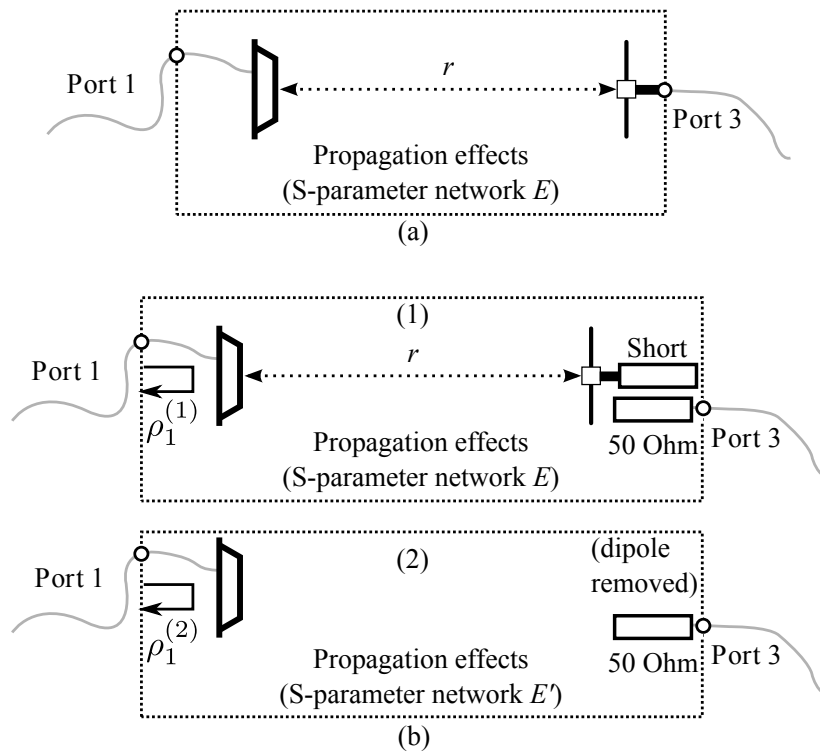 Port 1
r
Port 3
Propagation effects
(S-parameter network E)
(a)
(1)
Port 1
r
Short
ρ₁⁽¹⁾
50 Ohm
Port 3
Propagation effects
(S-parameter network E)
(2)
Port 1
(dipole
removed)
ρ₁⁽²⁾
50 Ohm
Port 3
Propagation effects
(S-parameter network E')
(b)